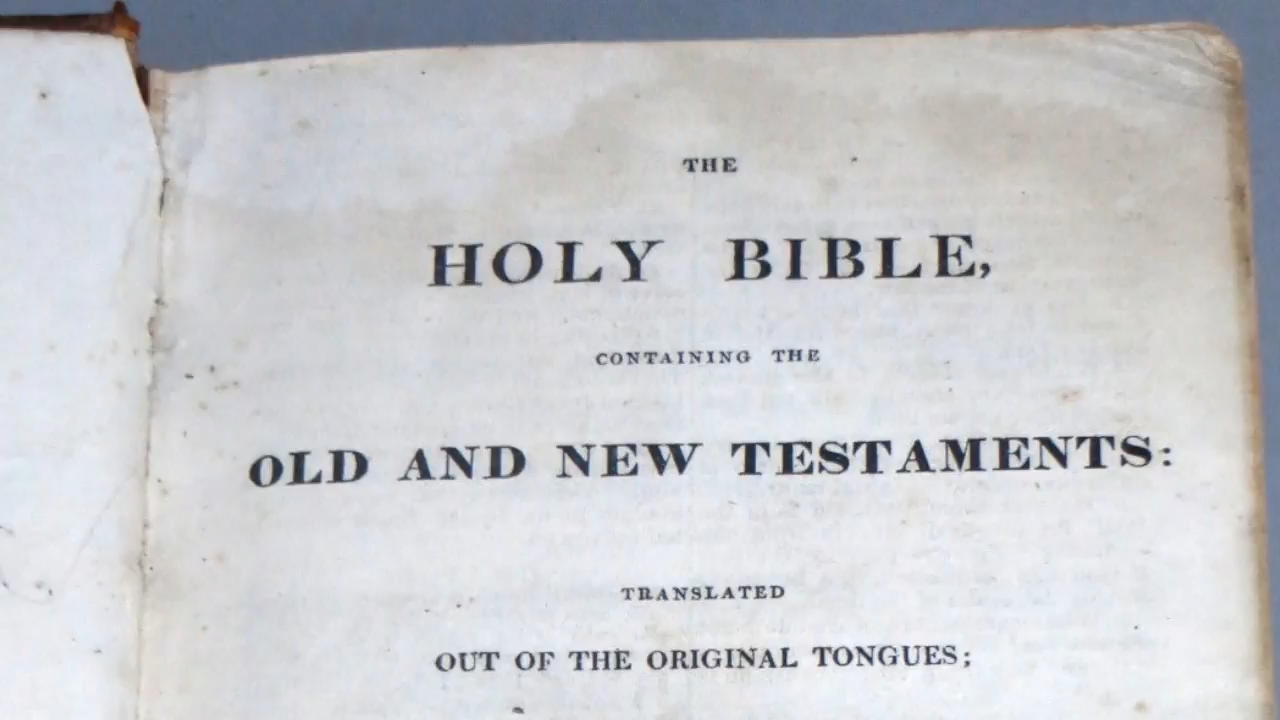 THE
HOLY BIBLE,
CONTAINING THE
OLD AND NEW TESTAMENTS:
TRANSLATED
OUT OF THE ORIGINAL TONGUES;